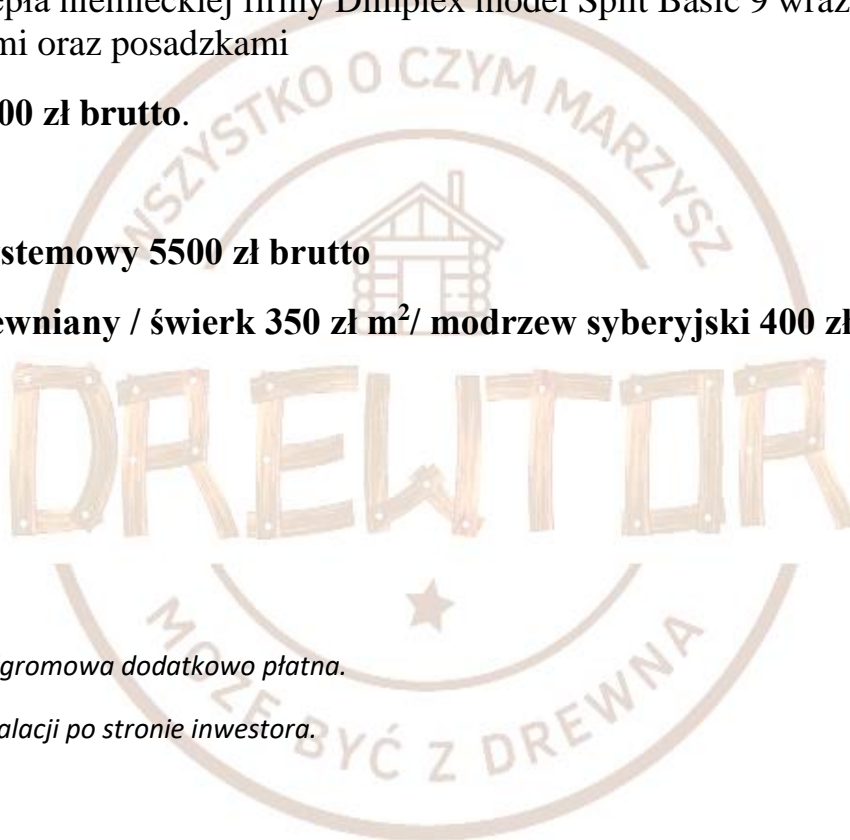 epła niemieckiej firmy Dimplex model Split Basic 9 wraz
mi oraz posadzkami
00 zł brutto.
WSZYSTKO O CZYM MARZYSZ
stemowy 5500 zł brutto
ewniany / świerk 350 zł m²/ modrzew syberyjski 400 zł
DREWTOR
gromowa dodatkowo płatna.
alacji po stronie inwestora.
MOŻE BYĆ Z DREWNA